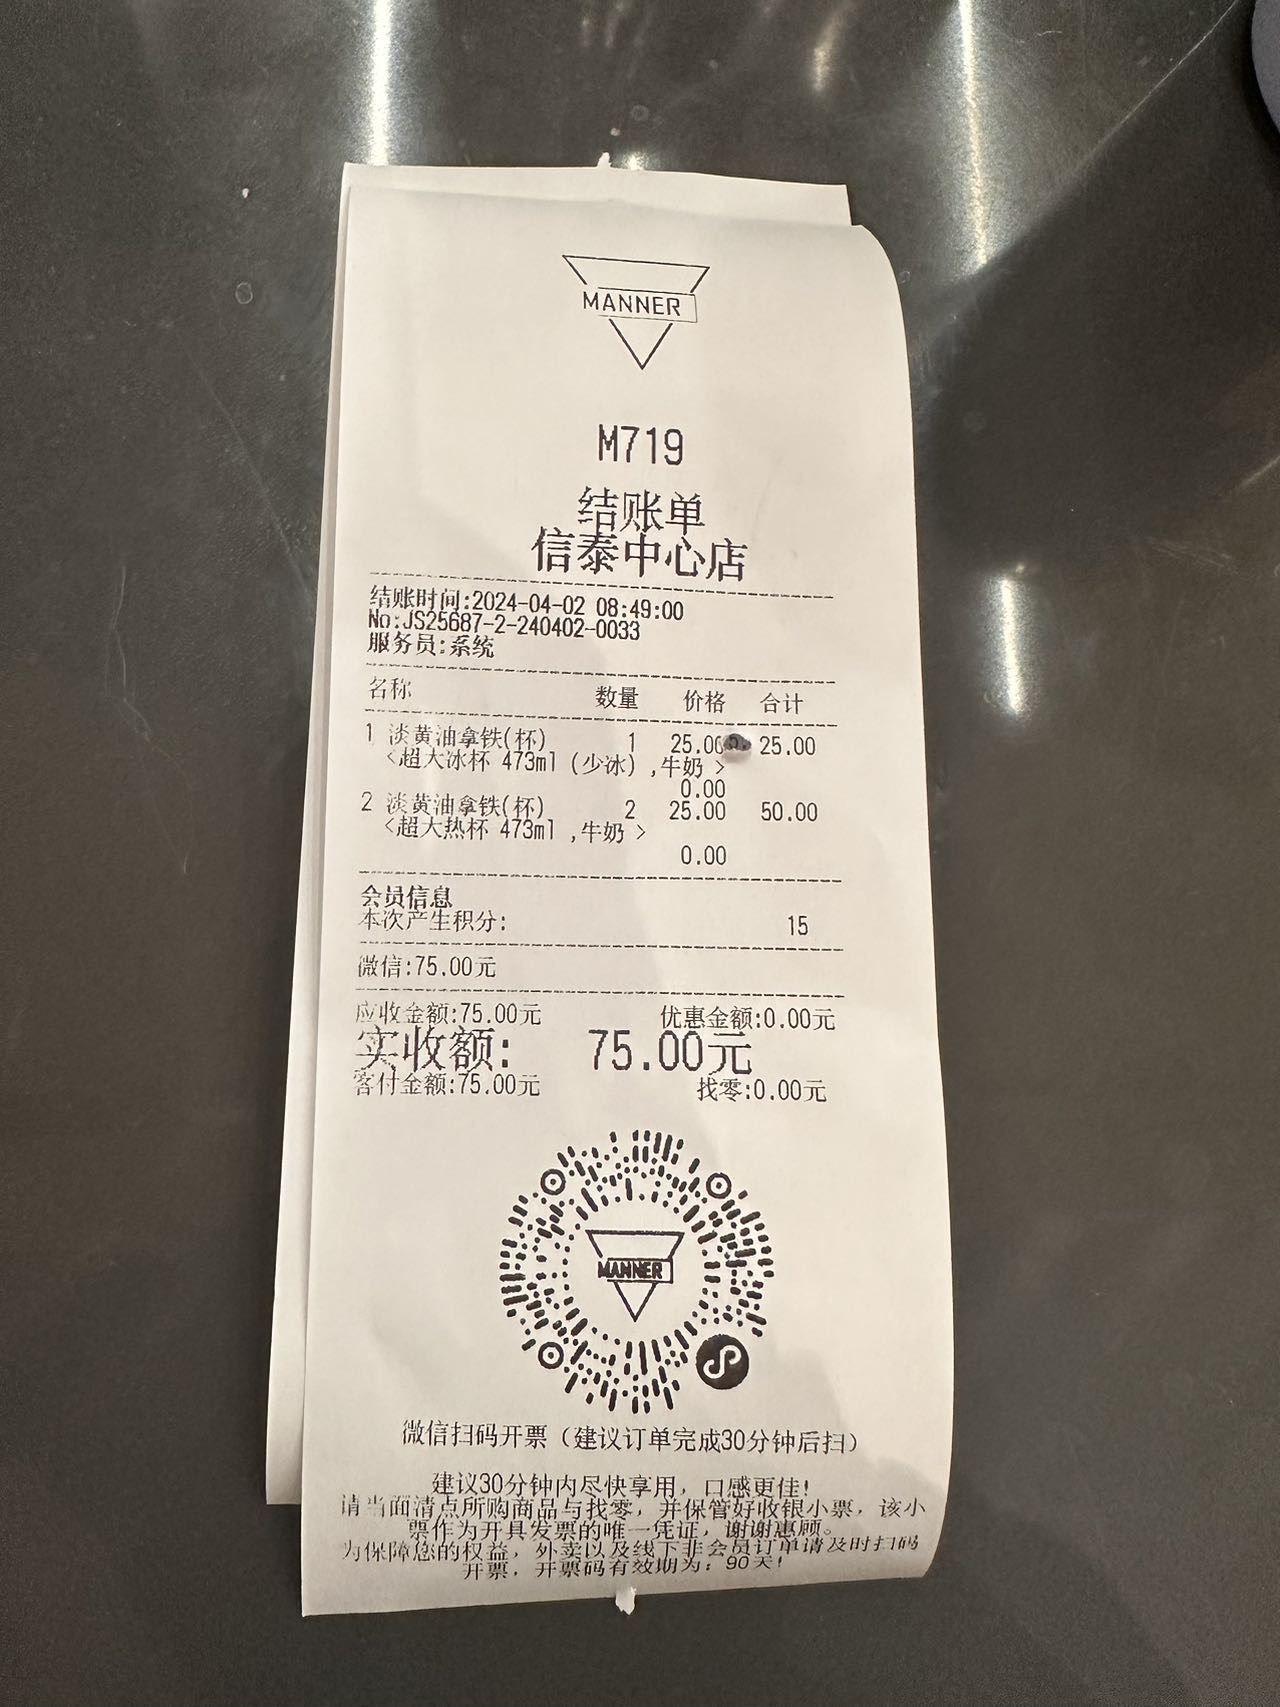 MANNER
M719
结账单
信泰中心店
结账时间:2024-04-02 08:49:00
No:JS25687-2-240402-0033
服务员:系统
名称 数量 价格 合计
1 淡黄油拿铁(杯) 1 25.00 25.00
<超大冰杯 473ml (少冰) ,牛奶 >
0.00
2 淡黄油拿铁(杯) 2 25.00 50.00
<超大热杯 473ml ,牛奶 >
0.00
会员信息
本次产生积分: 15
微信:75.00元
应收金额:75.00元 优惠金额:0.00元
实收额: 75.00元
客付金额:75.00元 找零:0.00元
MANNER
微信扫码开票（建议订单完成30分钟后扫）
建议30分钟内尽快享用，口感更佳!
请当面清点所购商品与找零，并保管好收银小票，该小
票作为开具发票的唯一凭证，谢谢惠顾。
为保障您的权益，外卖以及线下非会员订单请及时扫码
开票，开票码有效期为：90天!